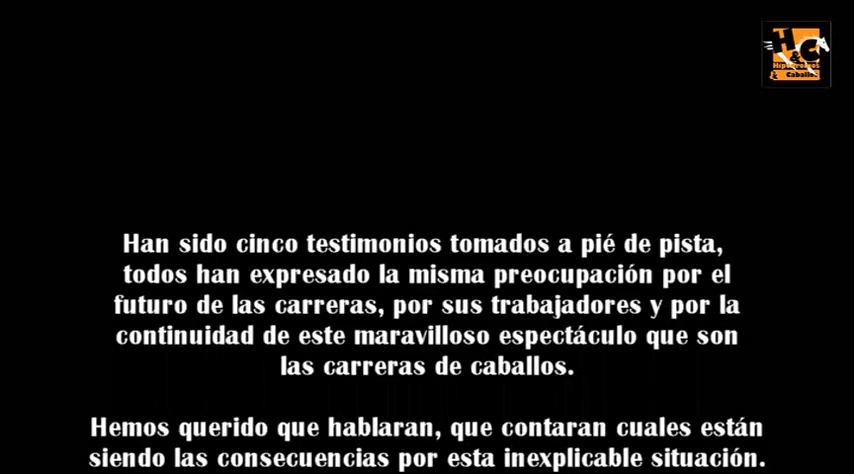 H
& C
Hipódromos
& Caballos
Han sido cinco testimonios tomados a pié de pista,
todos han expresado la misma preocupación por el
futuro de las carreras, por sus trabajadores y por la
continuidad de este maravilloso espectáculo que son
las carreras de caballos.
Hemos querido que hablaran, que contaran cuales están
siendo las consecuencias por esta inexplicable situación.